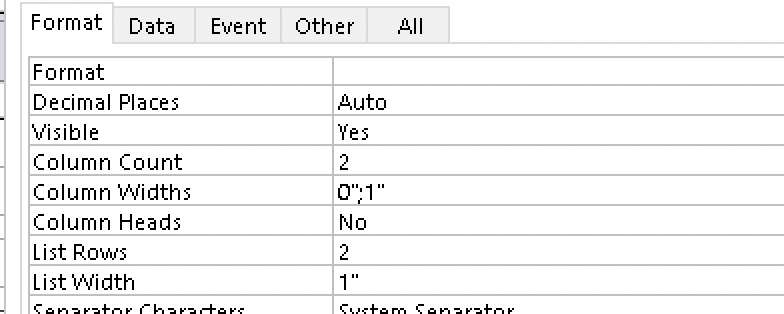 Format Data Event Other All
Format
Decimal Places Auto
Visible Yes
Column Count 2
Column Widths 0";1"
Column Heads No
List Rows 2
List Width 1"
Separator Characters System Separator